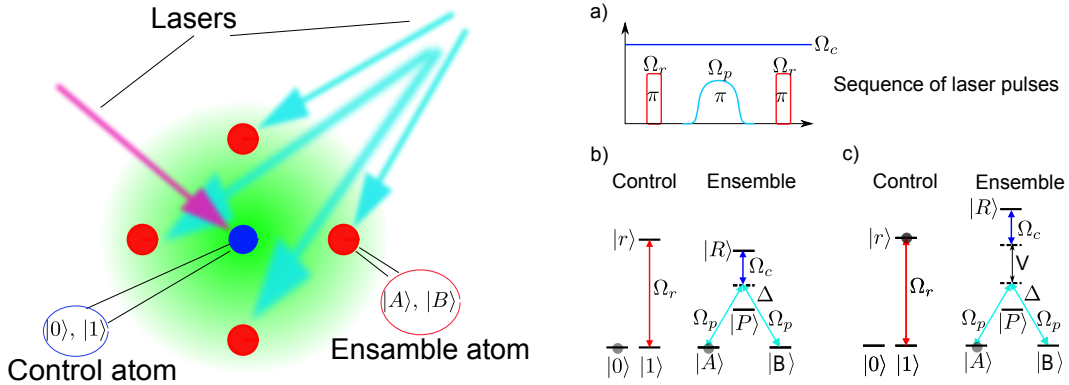 Lasers
|0⟩, |1⟩
Control atom
|A⟩, |B⟩
Ensamble atom
a)
Ω_c
Ω_r Ω_p Ω_r
π π π
Sequence of laser pulses
b)
Control Ensemble
|R⟩
|r⟩
Ω_c
Ω_r
Δ
Ω_p |P⟩ Ω_p
|0⟩ |1⟩ |A⟩ |B⟩
c)
Control Ensemble
|R⟩
Ω_c
|r⟩
V
Ω_r
Δ
Ω_p |P⟩ Ω_p
|0⟩ |1⟩ |A⟩ |B⟩